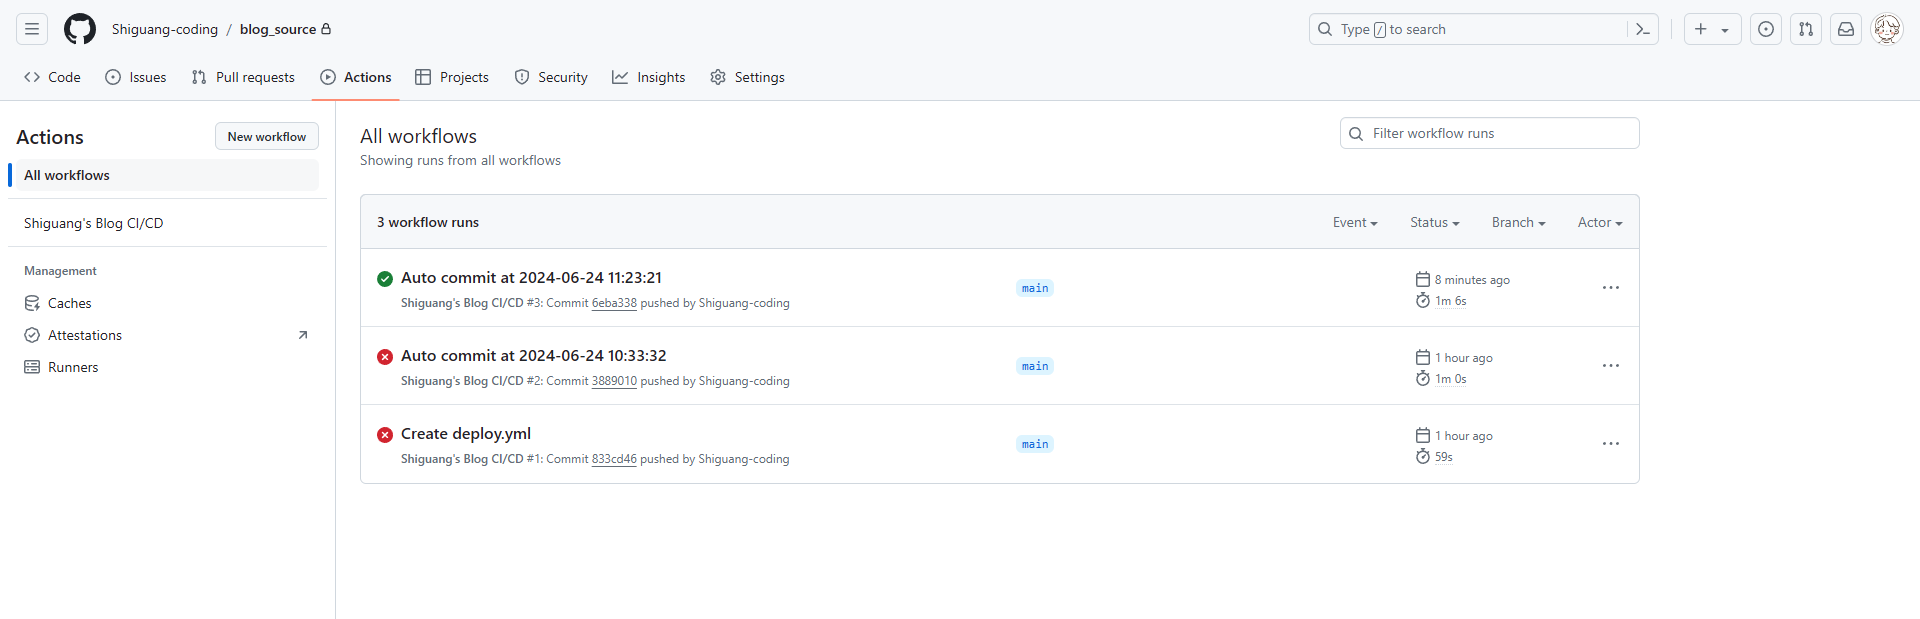 Shiguang-coding / blog_source
Type / to search
Code Issues Pull requests Actions Projects Security Insights Settings
Actions
New workflow
All workflows
Shiguang's Blog CI/CD
Management
Caches
Attestations
Runners
All workflows
Showing runs from all workflows
Filter workflow runs
3 workflow runs
Event Status Branch Actor
Auto commit at 2024-06-24 11:23:21
Shiguang's Blog CI/CD #3: Commit 6eba338 pushed by Shiguang-coding
main
8 minutes ago
1m 6s
Auto commit at 2024-06-24 10:33:32
Shiguang's Blog CI/CD #2: Commit 3889010 pushed by Shiguang-coding
main
1 hour ago
1m 0s
Create deploy.yml
Shiguang's Blog CI/CD #1: Commit 833cd46 pushed by Shiguang-coding
main
1 hour ago
59s